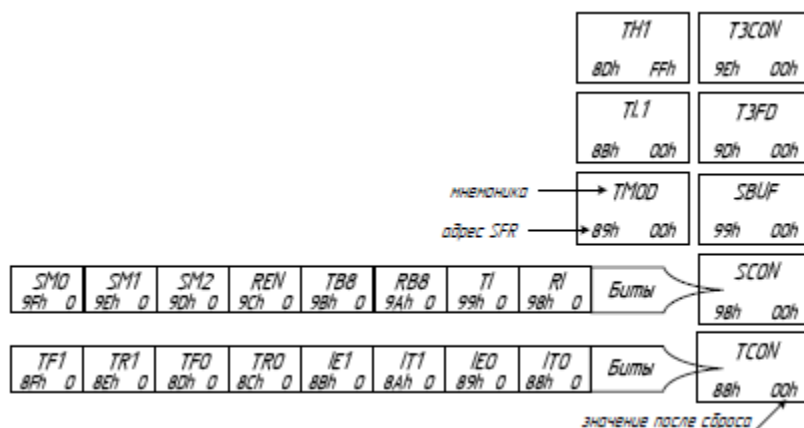 TH1 T3CON
8Dh FFh 9Eh 00h
TL1 T3FD
8Bh 00h 9Dh 00h
мнемоника TMOD SBUF
адрес SFR 89h 00h 99h 00h
SM0 SM1 SM2 REN TB8 RB8 TI RI Биты SCON
9Fh 0 9Eh 0 9Dh 0 9Ch 0 9Bh 0 9Ah 0 99h 0 98h 0 98h 00h
TF1 TR1 TF0 TR0 IE1 IT1 IE0 IT0 Биты TCON
8Fh 0 8Eh 0 8Dh 0 8Ch 0 8Bh 0 8Ah 0 89h 0 88h 0 88h 00h
значение после сброса